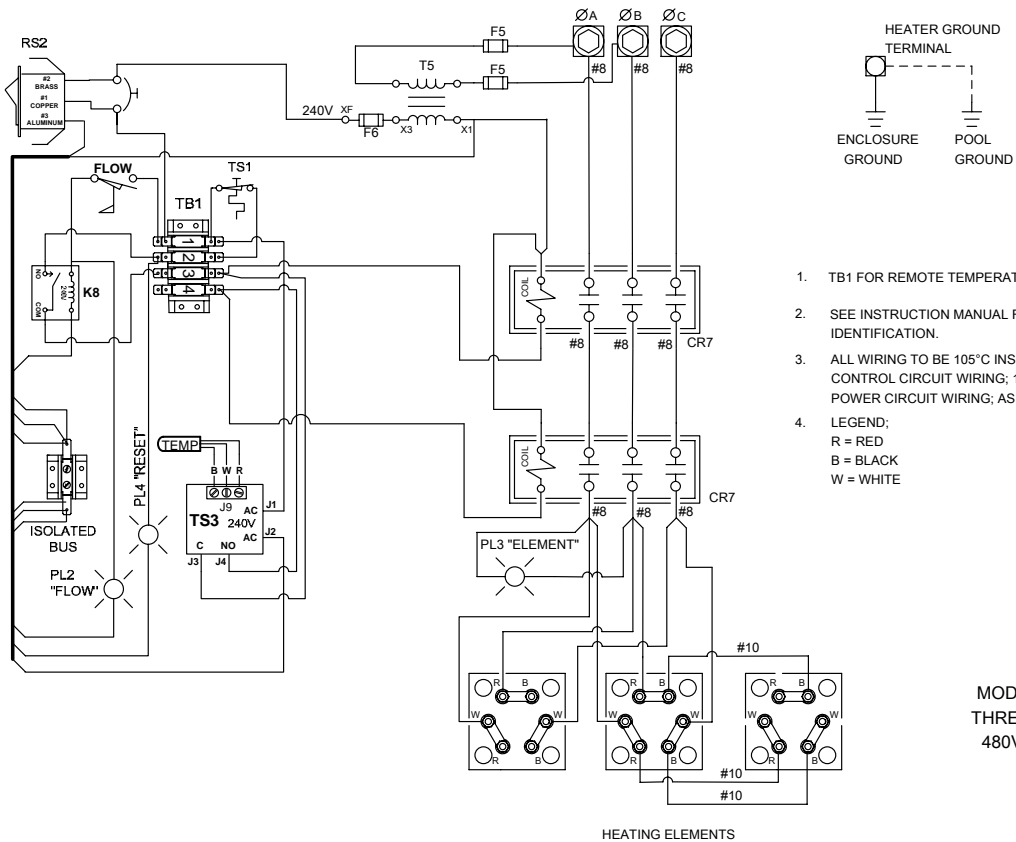 ØA ØB ØC
F5
#8 #8 #8
T5
F5
240V XF
F6
X3 X1
RS2
#2
BRASS
#1
COPPER
#3
ALUMINUM
FLOW
TS1
TB1
1
2
3
4
NO
240V
COM
K8
COIL
#8 #8 #8
CR7
COIL
#8 #8 #8
CR7
TEMP
B W R
J9
TS3
240V
AC J1
AC J2
C NO
J3 J4
PL4 "RESET"
ISOLATED
BUS
PL2
"FLOW"
PL3 "ELEMENT"
#10
R B
W W
R B
R B
W W
R B
R B
W W
R B
#10
#10
HEATING ELEMENTS
HEATER GROUND
TERMINAL
ENCLOSURE
GROUND
POOL
GROUND
1. TB1 FOR REMOTE
2. SEE INSTRUCTION MANUAL
IDENTIFICATION.
3. ALL WIRING TO BE 105°C
CONTROL CIRCUIT WIRING;
POWER CIRCUIT WIRING; AS
4. LEGEND;
R = RED
B = BLACK
W = WHITE
480V